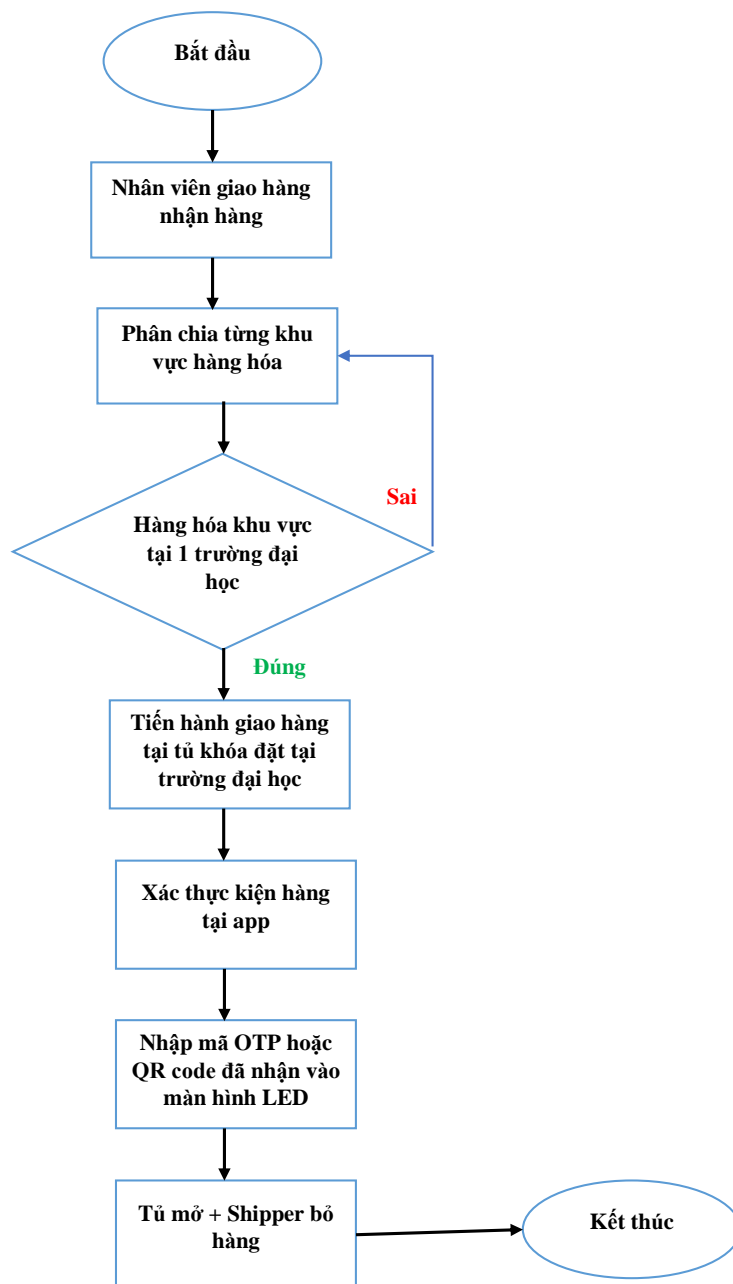 Bắt đầu
Nhân viên giao hàng
nhận hàng
Phân chia từng khu
vực hàng hóa
Sai
Hàng hóa khu vực
tại 1 trường đại
học
Đúng
Tiến hành giao hàng
tại tủ khóa đặt tại
trường đại học
Xác thực kiện hàng
tại app
Nhập mã OTP hoặc
QR code đã nhận vào
màn hình LED
Tủ mở + Shipper bỏ
hàng
Kết thúc